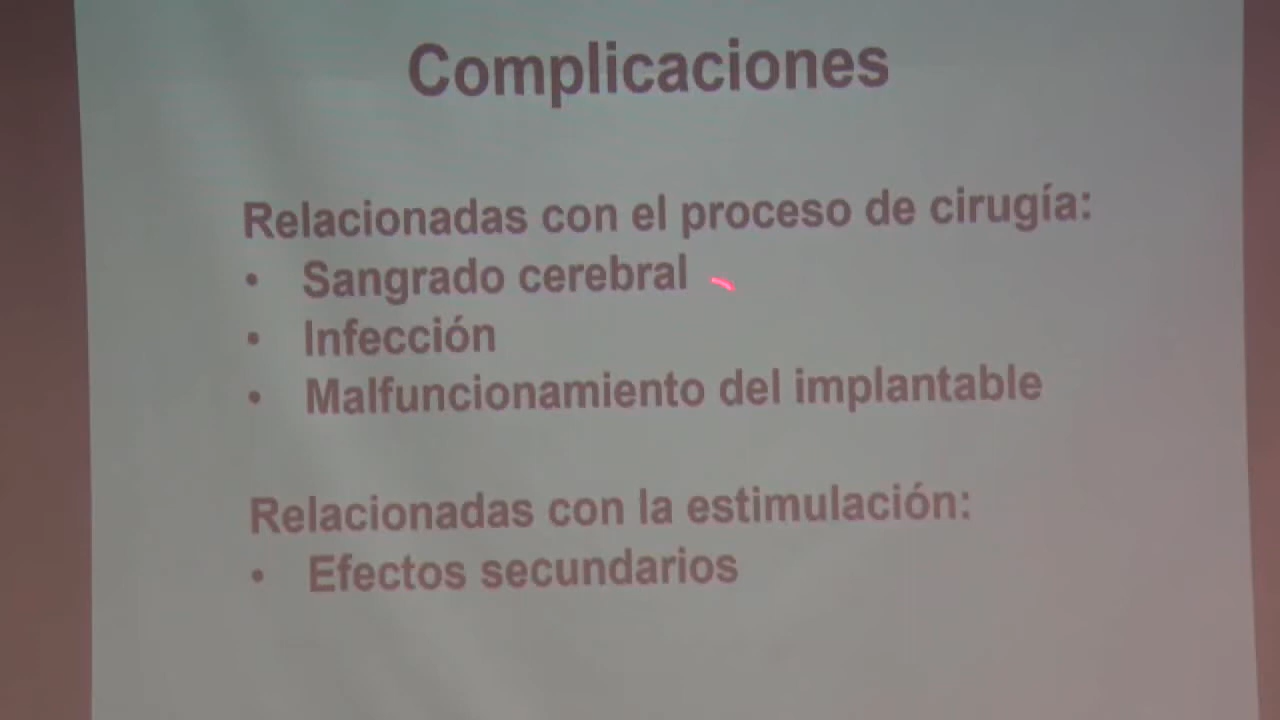 Complicaciones
Relacionadas con el proceso de cirugía:
• Sangrado cerebral
• Infección
• Malfuncionamiento del implantable
Relacionadas con la estimulación:
• Efectos secundarios